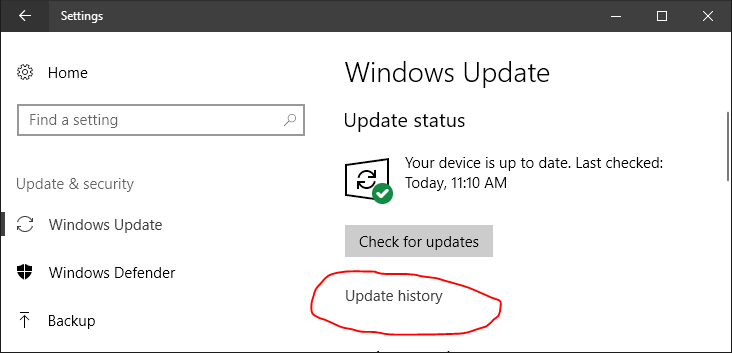 Settings
Home
Find a setting
Update & security
Windows Update
Windows Defender
Backup
Windows Update
Update status
Your device is up to date. Last checked:
Today, 11:10 AM
Check for updates
Update history